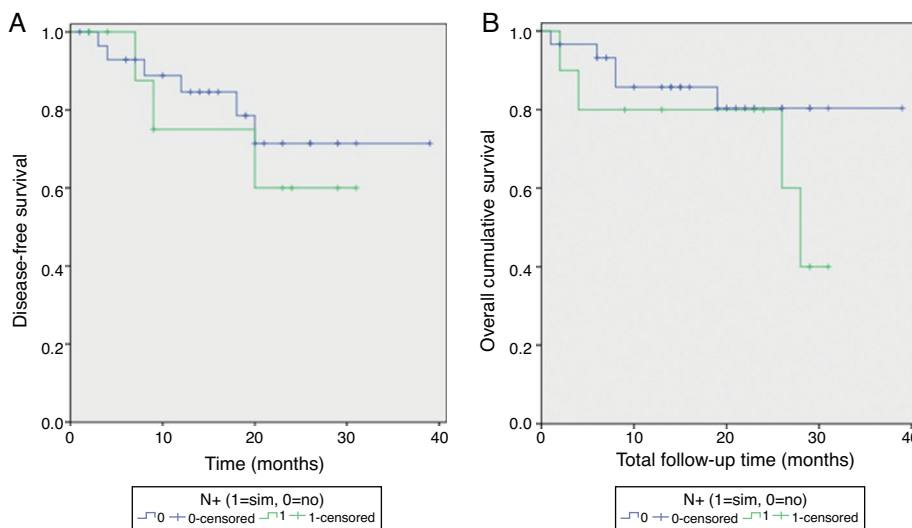 A
Disease-free survival
1.0
0.8
0.6
0.4
0.2
0.0
0 10 20 30 40
Time (months)
N+ (1=sim, 0=no)
0 0-censored 1 1-censored
B
Overall cumulative survival
1.0
0.8
0.6
0.4
0.2
0.0
0 10 20 30 40
Total follow-up time (months)
N+ (1=sim, 0=no)
0 0-censored 1 1-censored